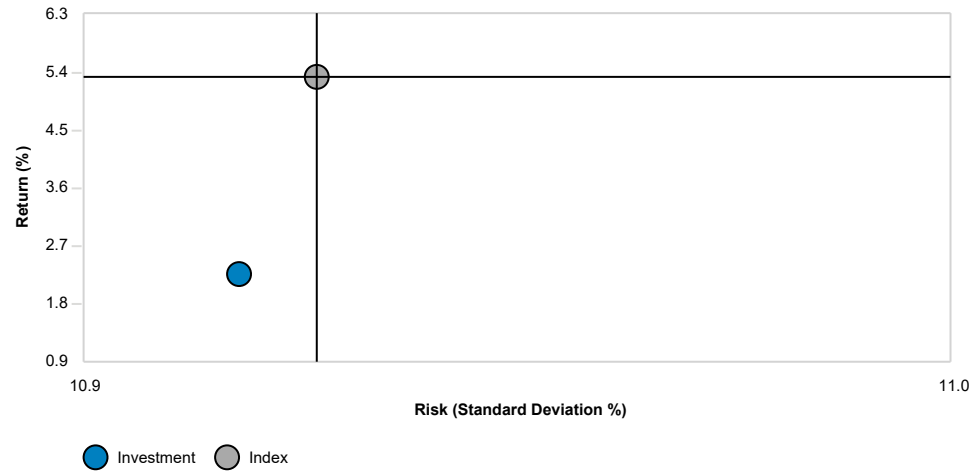 6.3
5.4
4.5
3.6
2.7
1.8
0.9
Return (%)
10.9 11.0
Risk (Standard Deviation %)
Investment Index